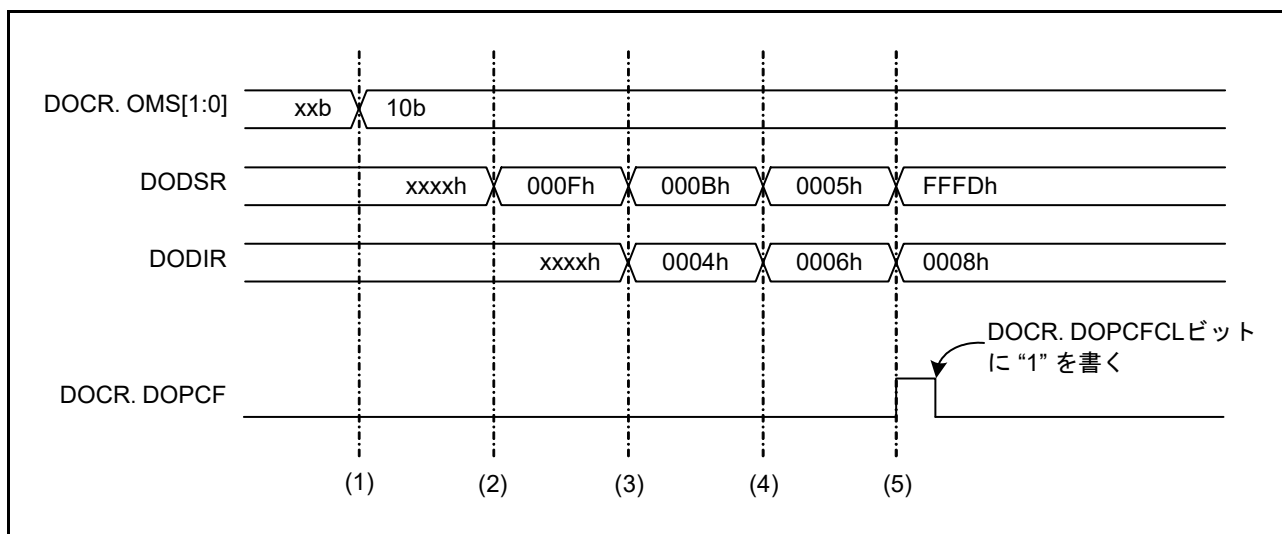 DOCR. OMS[1:0] xxb 10b
DODSR xxxxh 000Fh 000Bh 0005h FFFDh
DODIR xxxxh 0004h 0006h 0008h
DOCR. DOPCFCLビット
に “1” を書く
DOCR. DOPCF
(1) (2) (3) (4) (5)